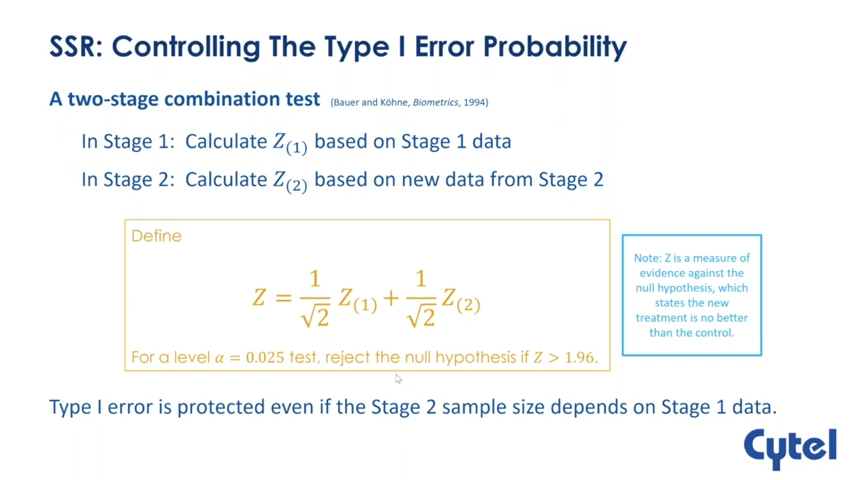 SSR: Controlling The Type I Error Probability
A two-stage combination test (Bauer and Köhne, Biometrics, 1994)
In Stage 1: Calculate Z₍₁₎ based on Stage 1 data
In Stage 2: Calculate Z₍₂₎ based on new data from Stage 2
Define
Z = 1/√2 Z₍₁₎ + 1/√2 Z₍₂₎
For a level α = 0.025 test, reject the null hypothesis if Z > 1.96.
Note: Z is a measure of
evidence against the
null hypothesis, which
states the new
treatment is no better
than the control.
Type I error is protected even if the Stage 2 sample size depends on Stage 1 data.
Cytel